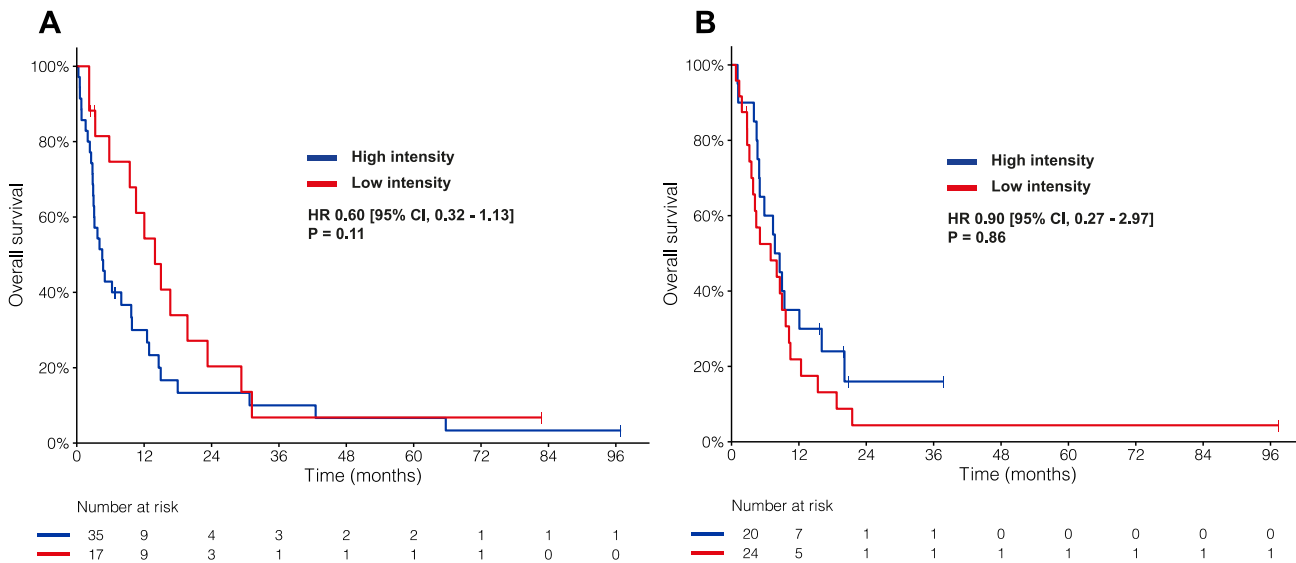 A
100%
80%
60%
40%
20%
0%
Overall survival
High intensity
Low intensity
HR 0.60 [95% CI, 0.32 - 1.13]
P = 0.11
0 12 24 36 48 60 72 84 96
Time (months)
Number at risk
35 9 4 3 2 2 1 1 1
17 9 3 1 1 1 1 0 0
B
100%
80%
60%
40%
20%
0%
Overall survival
High intensity
Low intensity
HR 0.90 [95% CI, 0.27 - 2.97]
P = 0.86
0 12 24 36 48 60 72 84 96
Time (months)
Number at risk
20 7 1 1 0 0 0 0 0
24 5 1 1 1 1 1 1 1